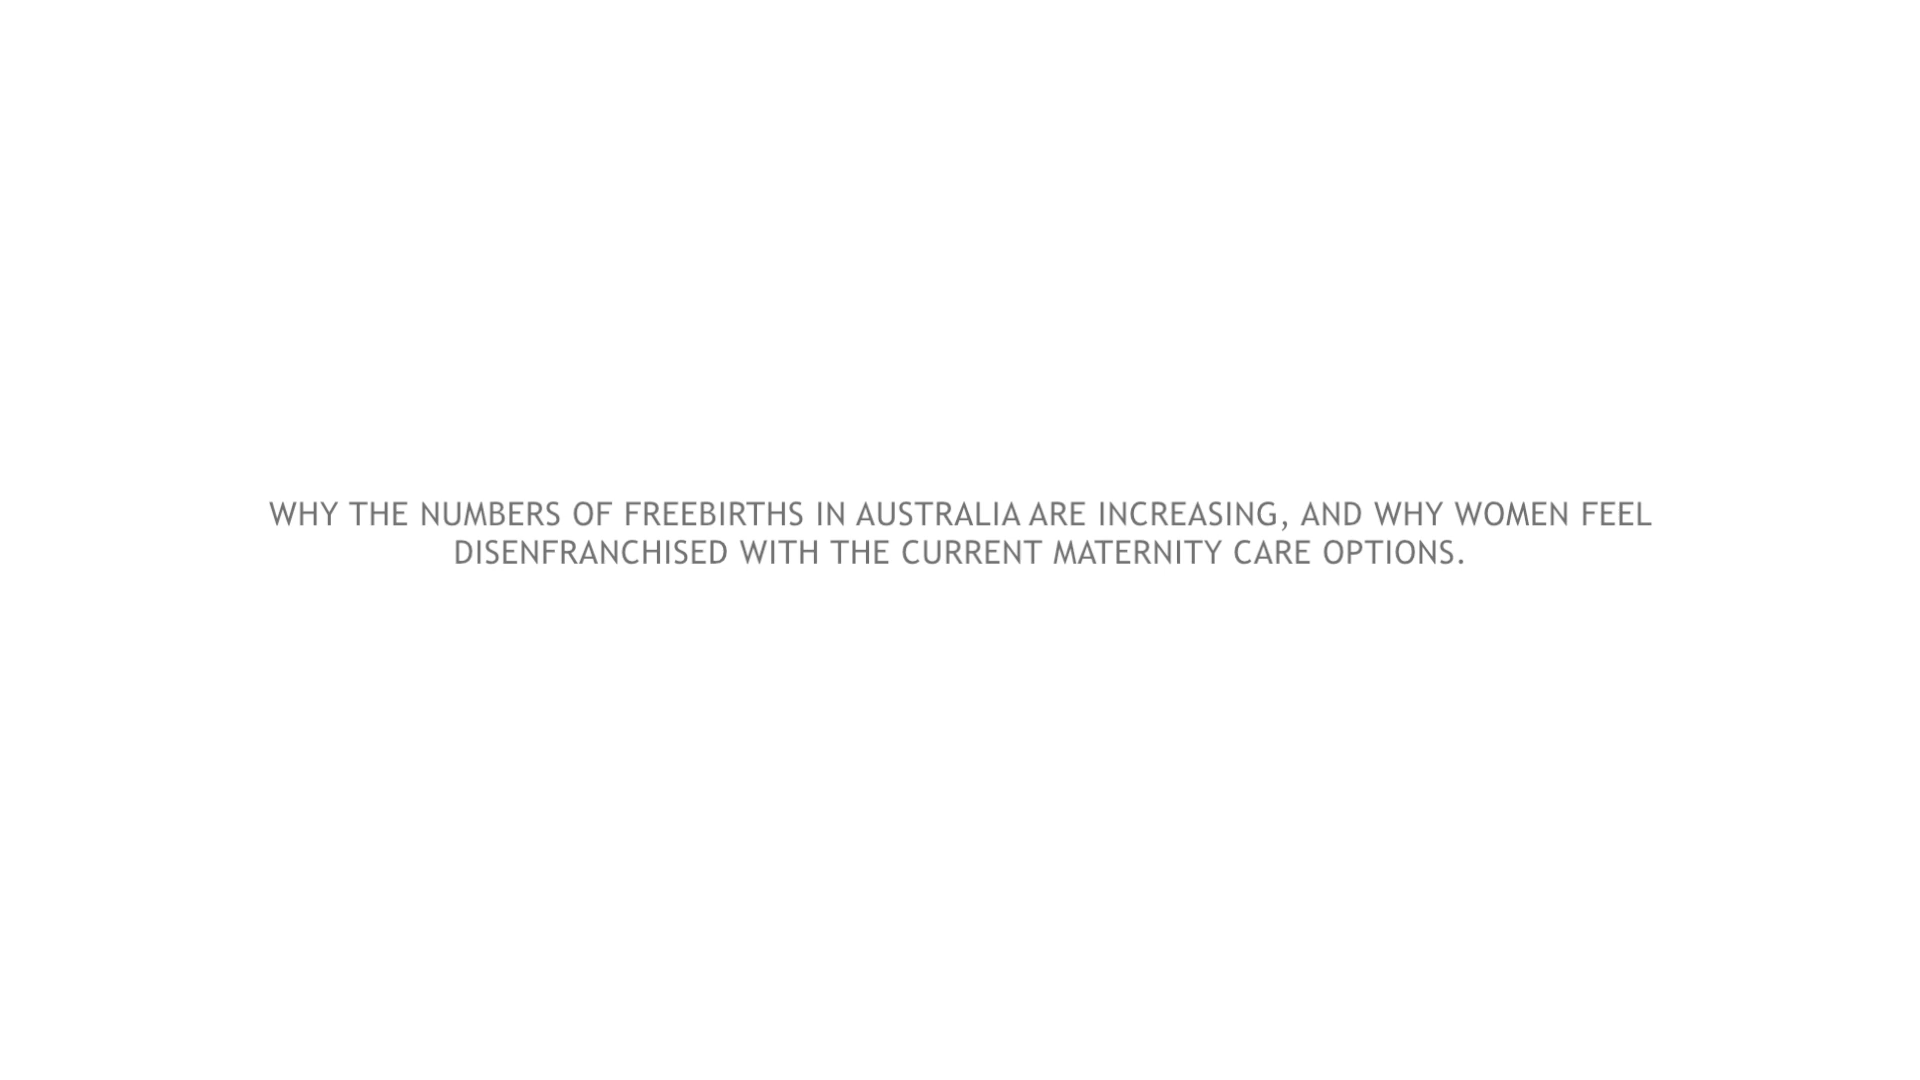 WHY THE NUMBERS OF FREEBIRTHS IN AUSTRALIA ARE INCREASING, AND WHY WOMEN FEEL
DISENFRANCHISED WITH THE CURRENT MATERNITY CARE OPTIONS.